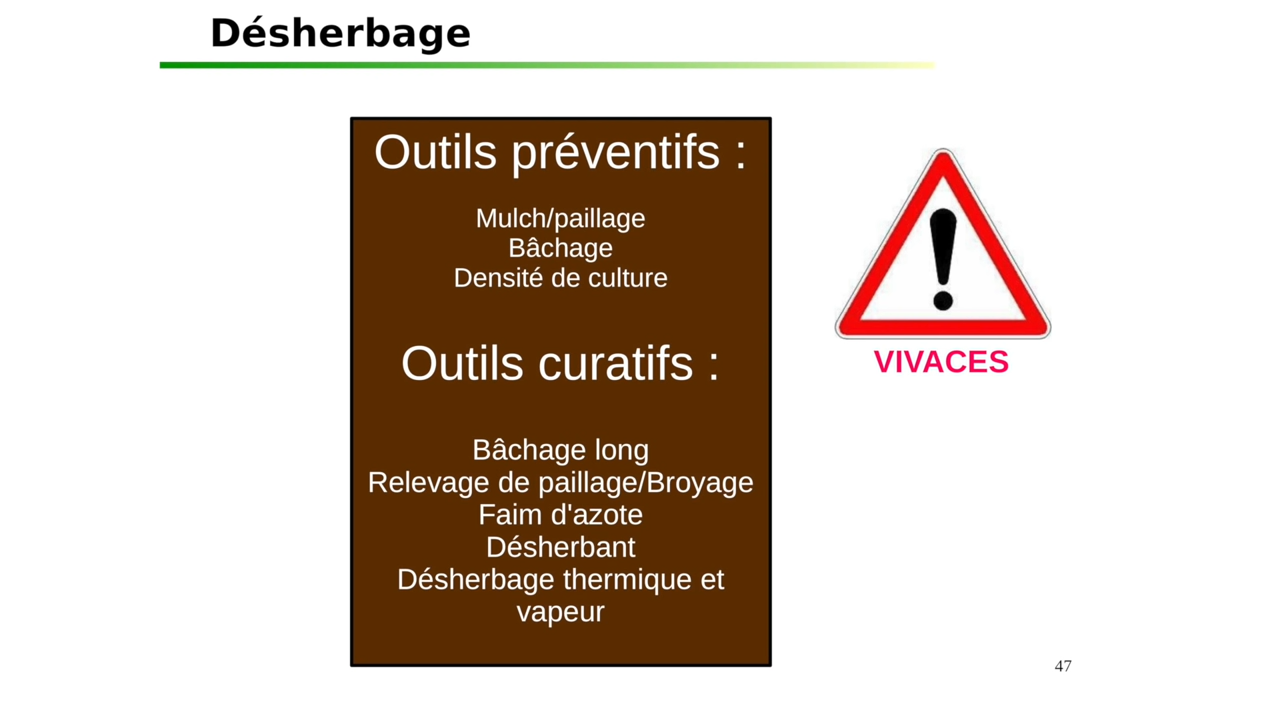 Désherbage
Outils préventifs :
Mulch/paillage
Bâchage
Densité de culture
Outils curatifs :
Bâchage long
Relevage de paillage/Broyage
Faim d'azote
Désherbant
Désherbage thermique et
vapeur
VIVACES
47